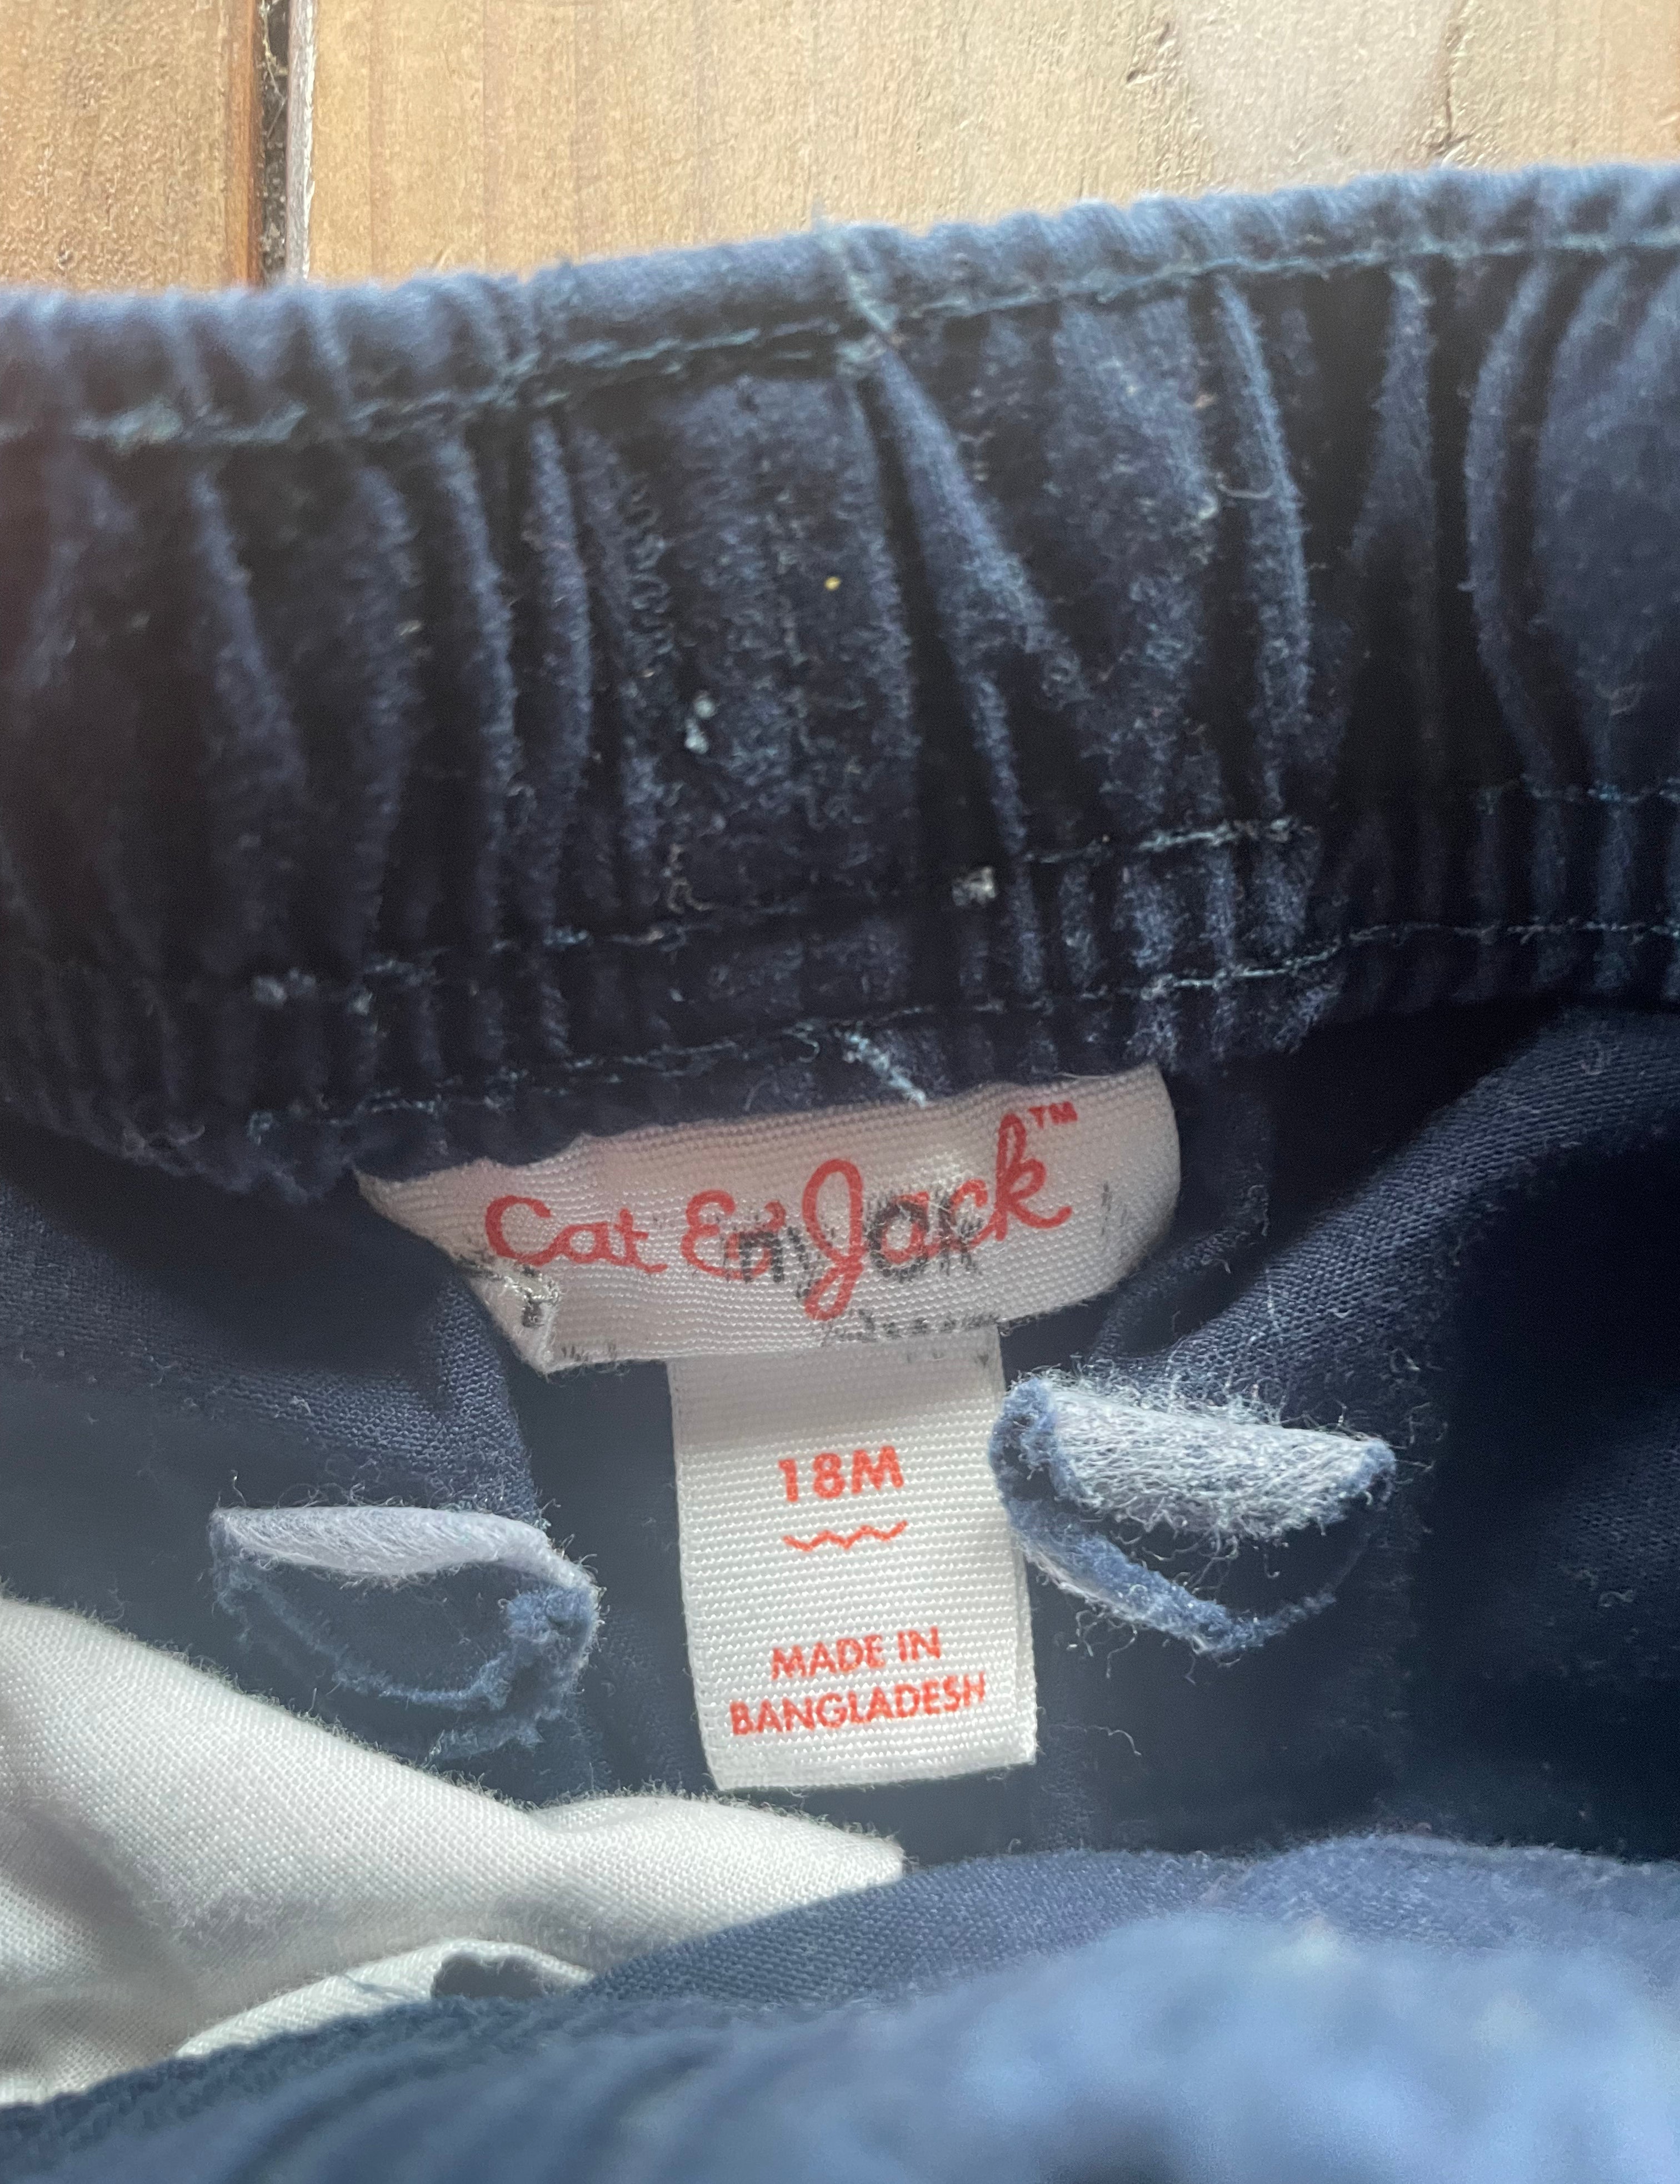 Cat & Jack™
18M
MADE IN
BANGLADESH